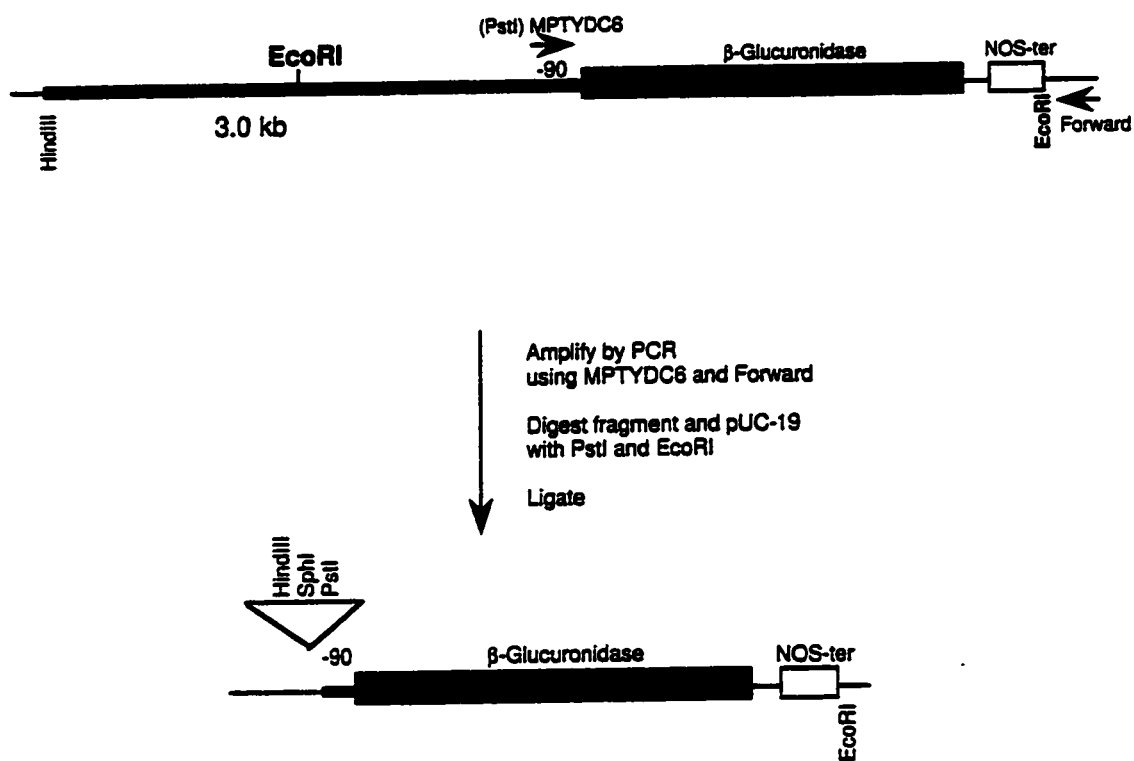 (PstI) MPTYDC6
EcoRI
-90
β-Glucuronidase
NOS-ter
HindIII
3.0 kb
EcoRI
Forward
Amplify by PCR
using MPTYDC6 and Forward
Digest fragment and pUC-19
with PstI and EcoRI
Ligate
HindIII
SphI
PstI
-90
β-Glucuronidase
NOS-ter
EcoRI